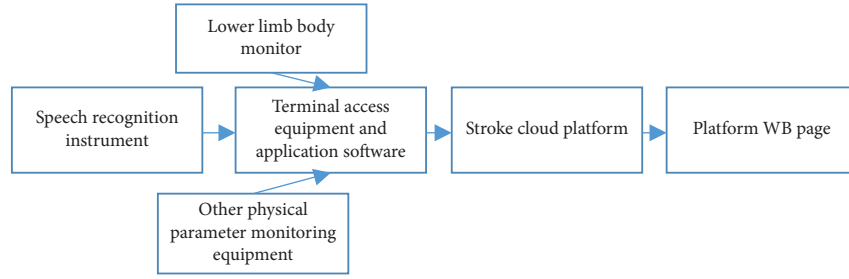 Lower limb body
monitor
Speech recognition
instrument
Terminal access
equipment and
application software
Stroke cloud platform
Platform WB page
Other physical
parameter monitoring
equipment